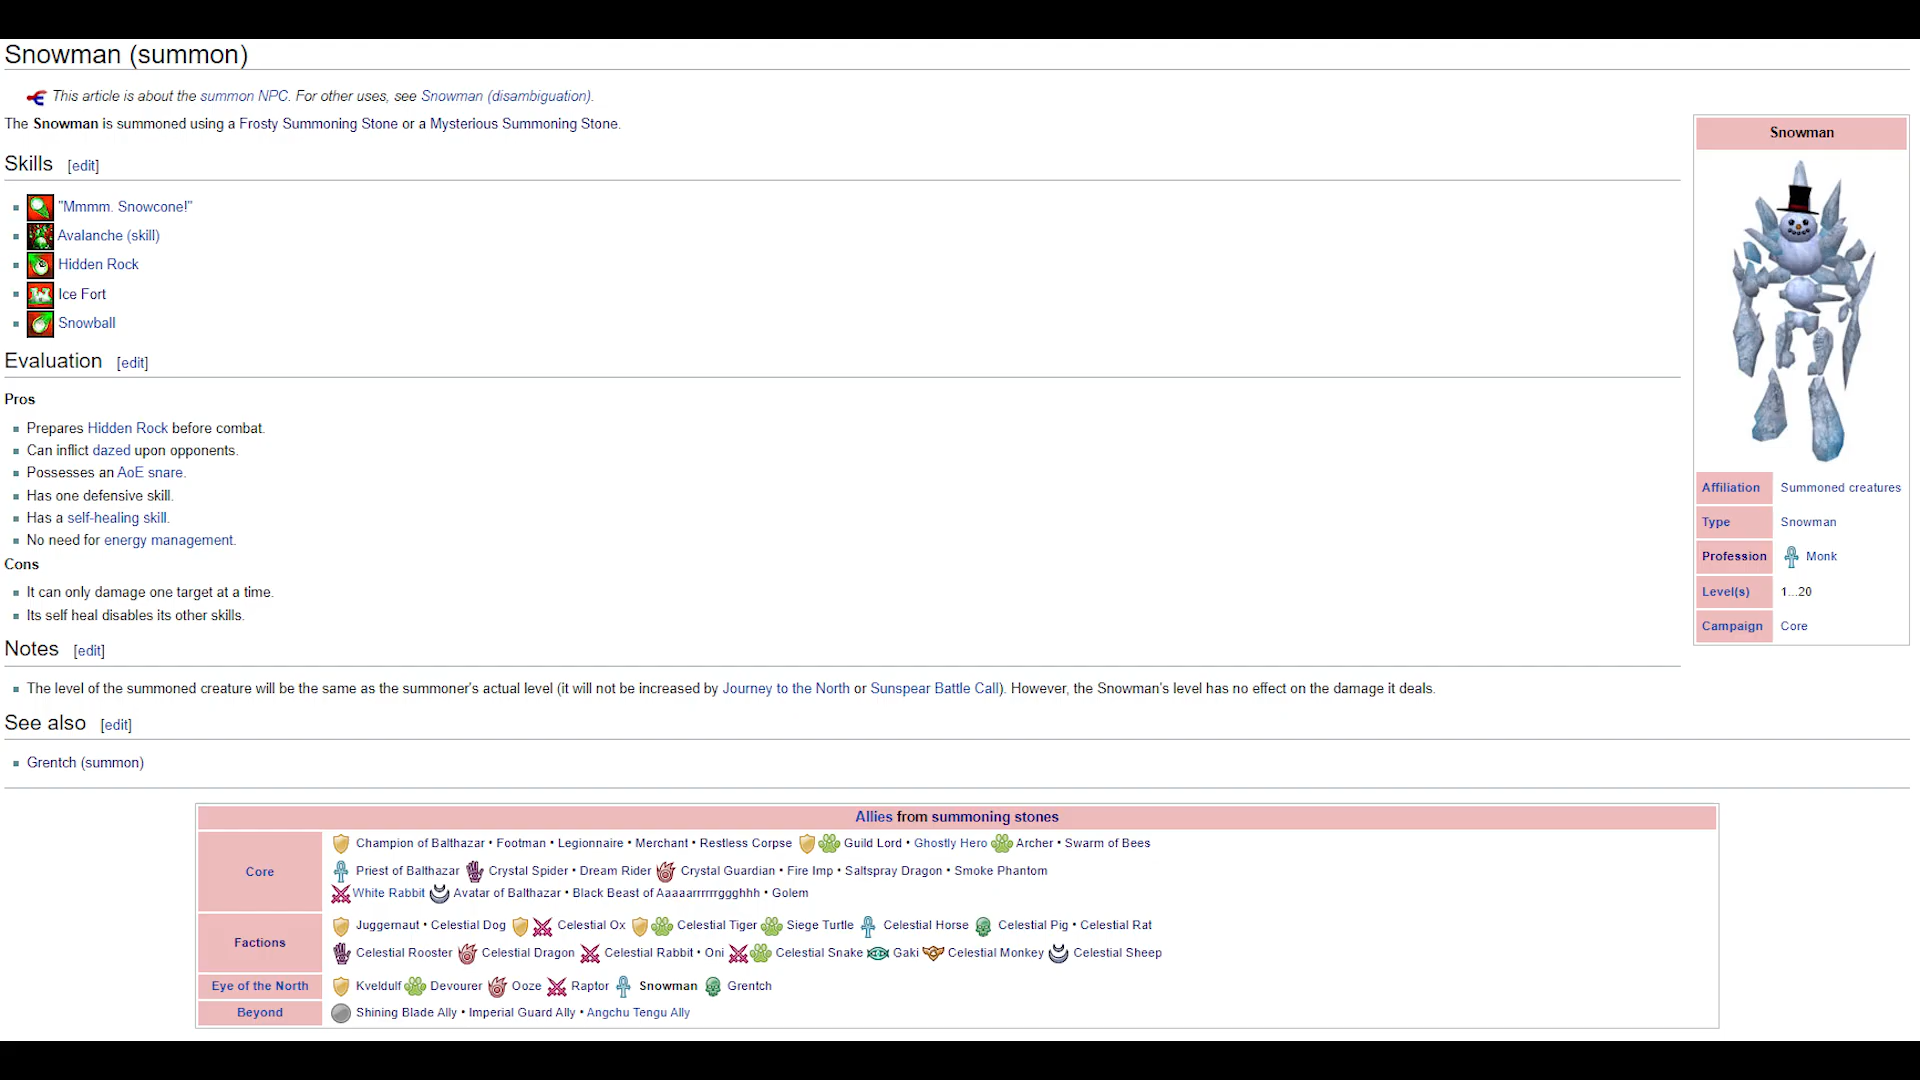 Snowman (summon)
This article is about the summon NPC. For other uses, see Snowman (disambiguation).
The Snowman is summoned using a Frosty Summoning Stone or a Mysterious Summoning Stone.
Skills [edit]
"Mmmm. Snowcone!"
Avalanche (skill)
Hidden Rock
Ice Fort
Snowball
Evaluation [edit]
Pros
Prepares Hidden Rock before combat.
Can inflict dazed upon opponents.
Possesses an AoE snare.
Has one defensive skill.
Has a self-healing skill.
No need for energy management.
Cons
It can only damage one target at a time.
Its self heal disables its other skills.
Notes [edit]
The level of the summoned creature will be the same as the summoner's actual level (it will not be increased by Journey to the North or Sunspear Battle Call). However, the Snowman's level has no effect on the damage it deals.
See also [edit]
Grentch (summon)
Snowman
Affiliation Summoned creatures
Type Snowman
Profession Monk
Level(s) 1...20
Campaign Core
Allies from summoning stones
Core
Champion of Balthazar • Footman • Legionnaire • Merchant • Restless Corpse Guild Lord • Ghostly Hero Archer • Swarm of Bees
Priest of Balthazar Crystal Spider • Dream Rider Crystal Guardian • Fire Imp • Saltspray Dragon • Smoke Phantom
White Rabbit Avatar of Balthazar • Black Beast of Aaaaarrrrrrggghhh • Golem
Factions
Juggernaut • Celestial Dog Celestial Ox Celestial Tiger Siege Turtle Celestial Horse Celestial Pig • Celestial Rat
Celestial Rooster Celestial Dragon Celestial Rabbit • Oni Celestial Snake Gaki Celestial Monkey Celestial Sheep
Eye of the North Kveldulf Devourer Ooze Raptor Snowman Grentch
Beyond Shining Blade Ally • Imperial Guard Ally • Angchu Tengu Ally